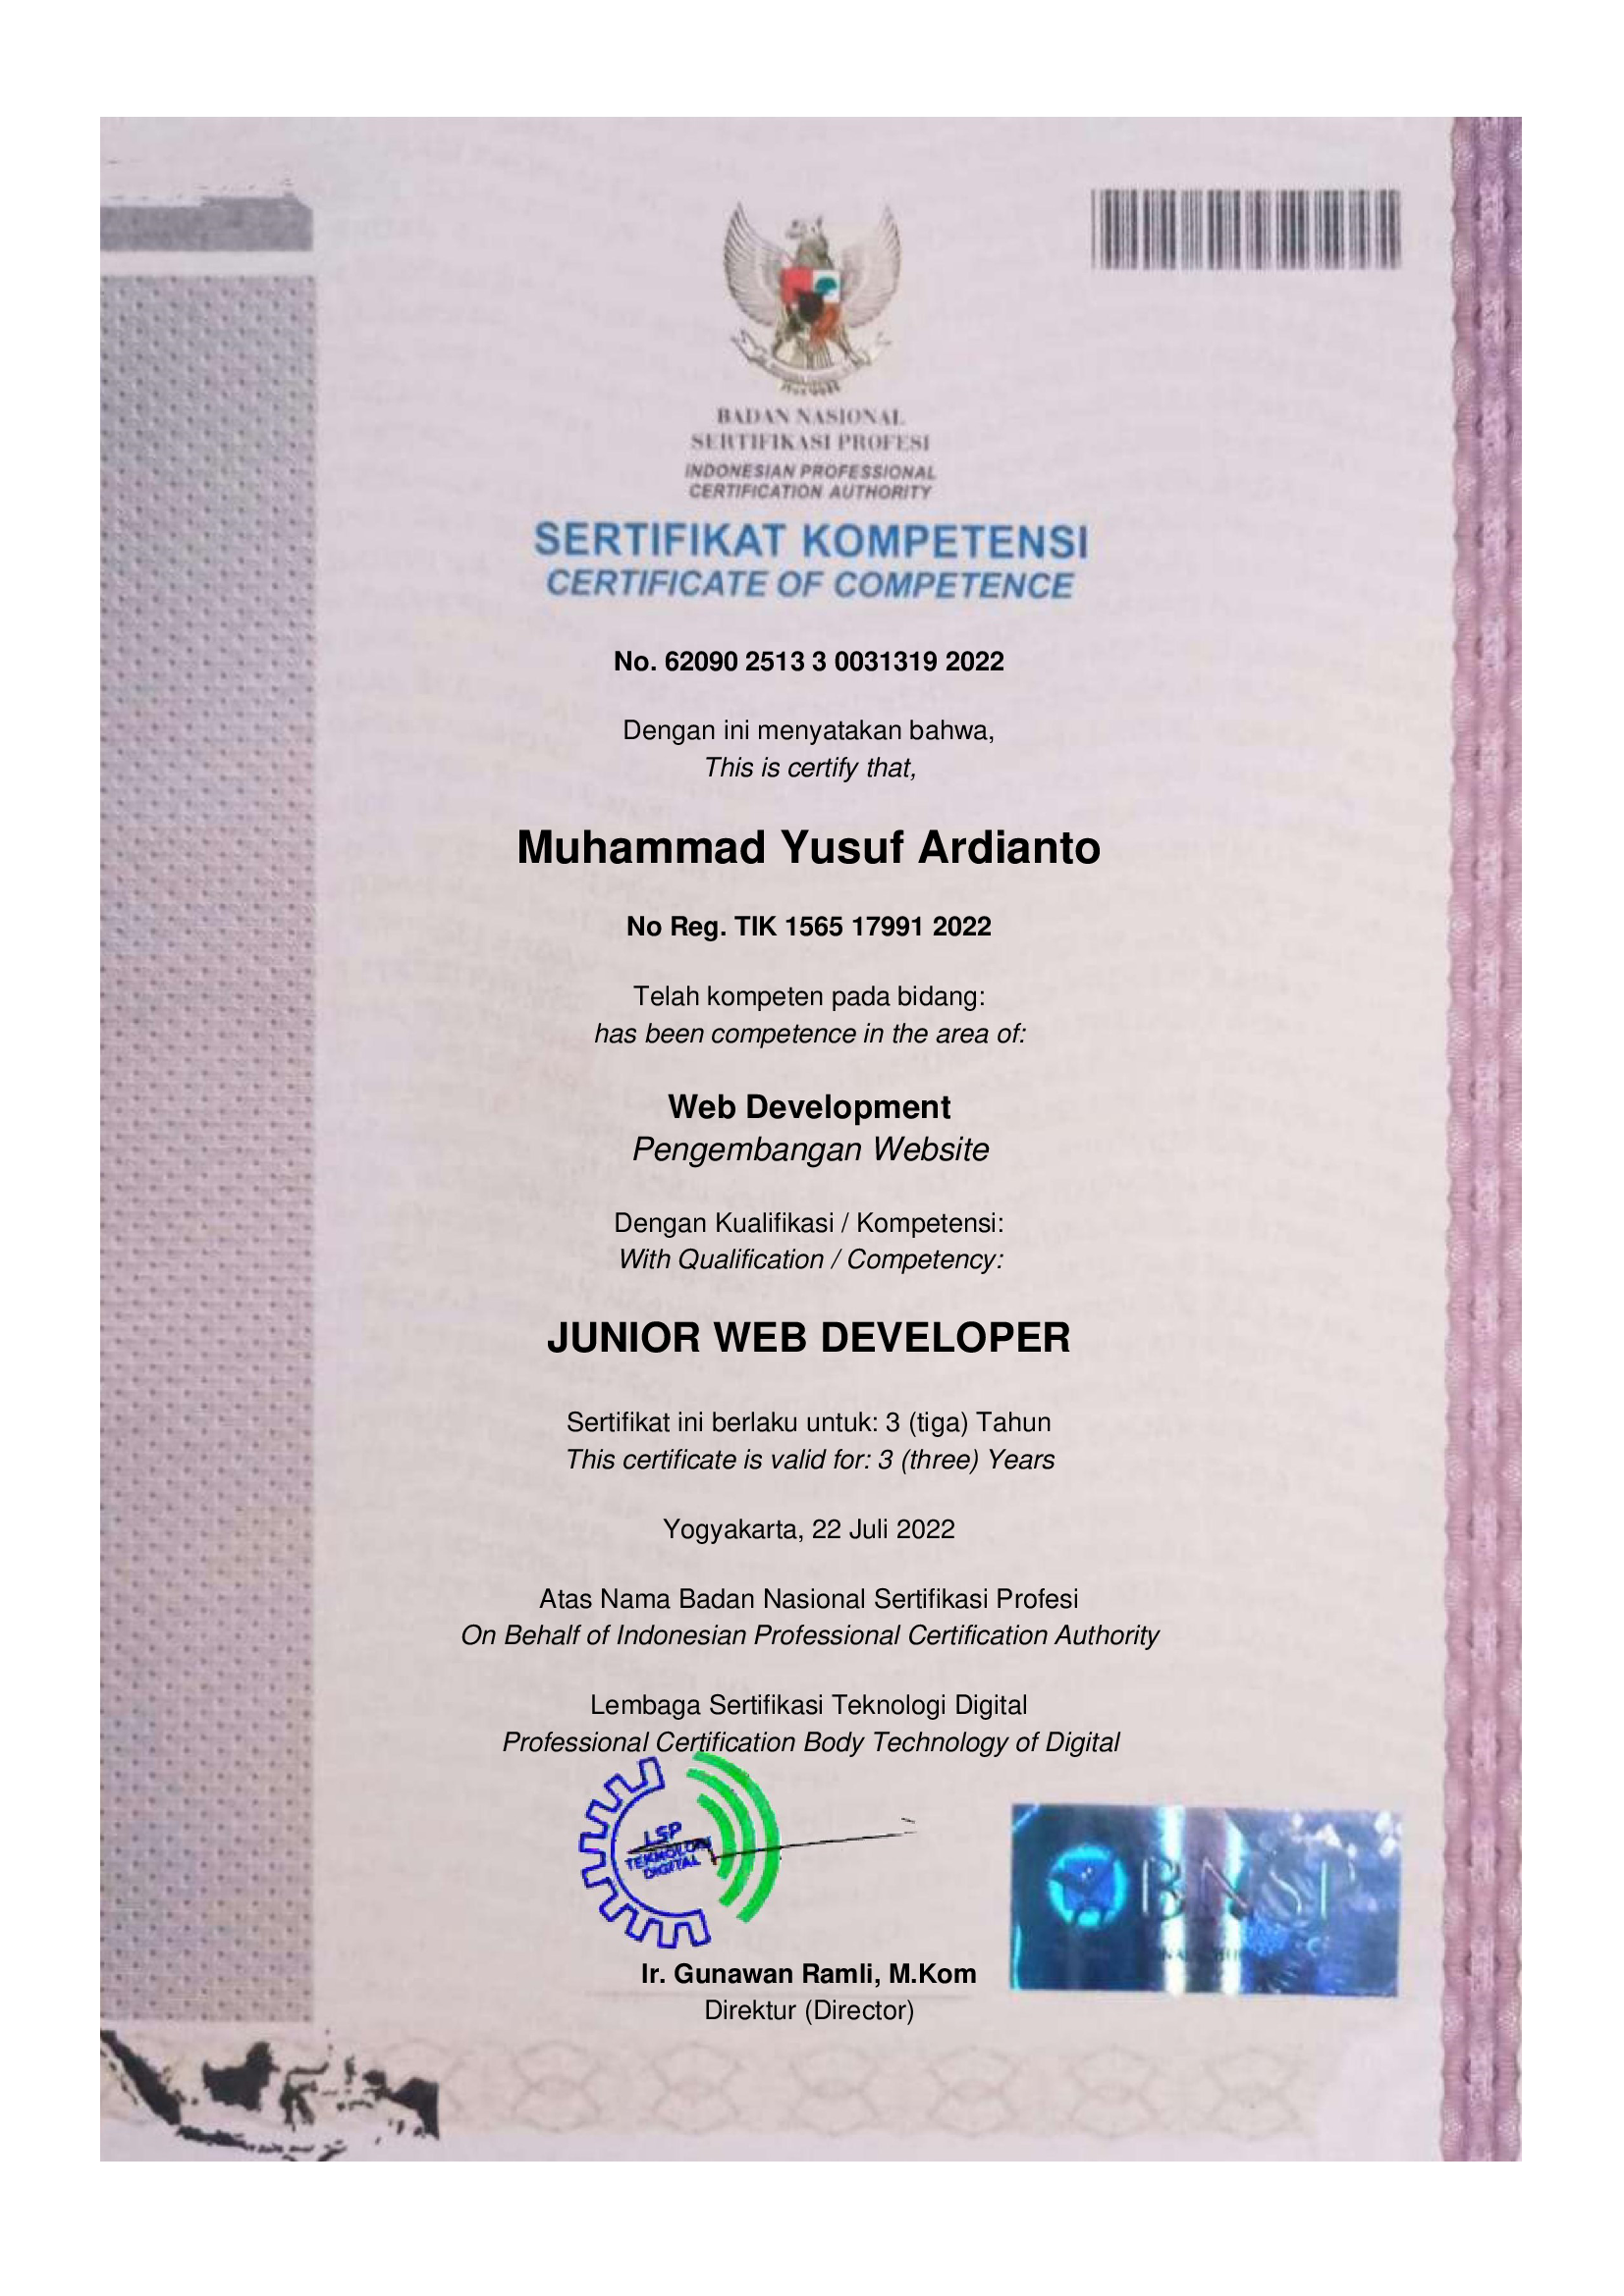 BADAN NASIONAL
SERTIFIKASI PROFESI
INDONESIAN PROFESSIONAL
CERTIFICATION AUTHORITY
SERTIFIKAT KOMPETENSI
CERTIFICATE OF COMPETENCE
No. 62090 2513 3 0031319 2022
Dengan ini menyatakan bahwa,
This is certify that,
Muhammad Yusuf Ardianto
No Reg. TIK 1565 17991 2022
Telah kompeten pada bidang:
has been competence in the area of:
Web Development
Pengembangan Website
Dengan Kualifikasi / Kompetensi:
With Qualification / Competency:
JUNIOR WEB DEVELOPER
Sertifikat ini berlaku untuk: 3 (tiga) Tahun
This certificate is valid for: 3 (three) Years
Yogyakarta, 22 Juli 2022
Atas Nama Badan Nasional Sertifikasi Profesi
On Behalf of Indonesian Professional Certification Authority
Lembaga Sertifikasi Teknologi Digital
Professional Certification Body Technology of Digital
LSP
TEKNOLOGI
DIGITAL
BNSP
Ir. Gunawan Ramli, M.Kom
Direktur (Director)